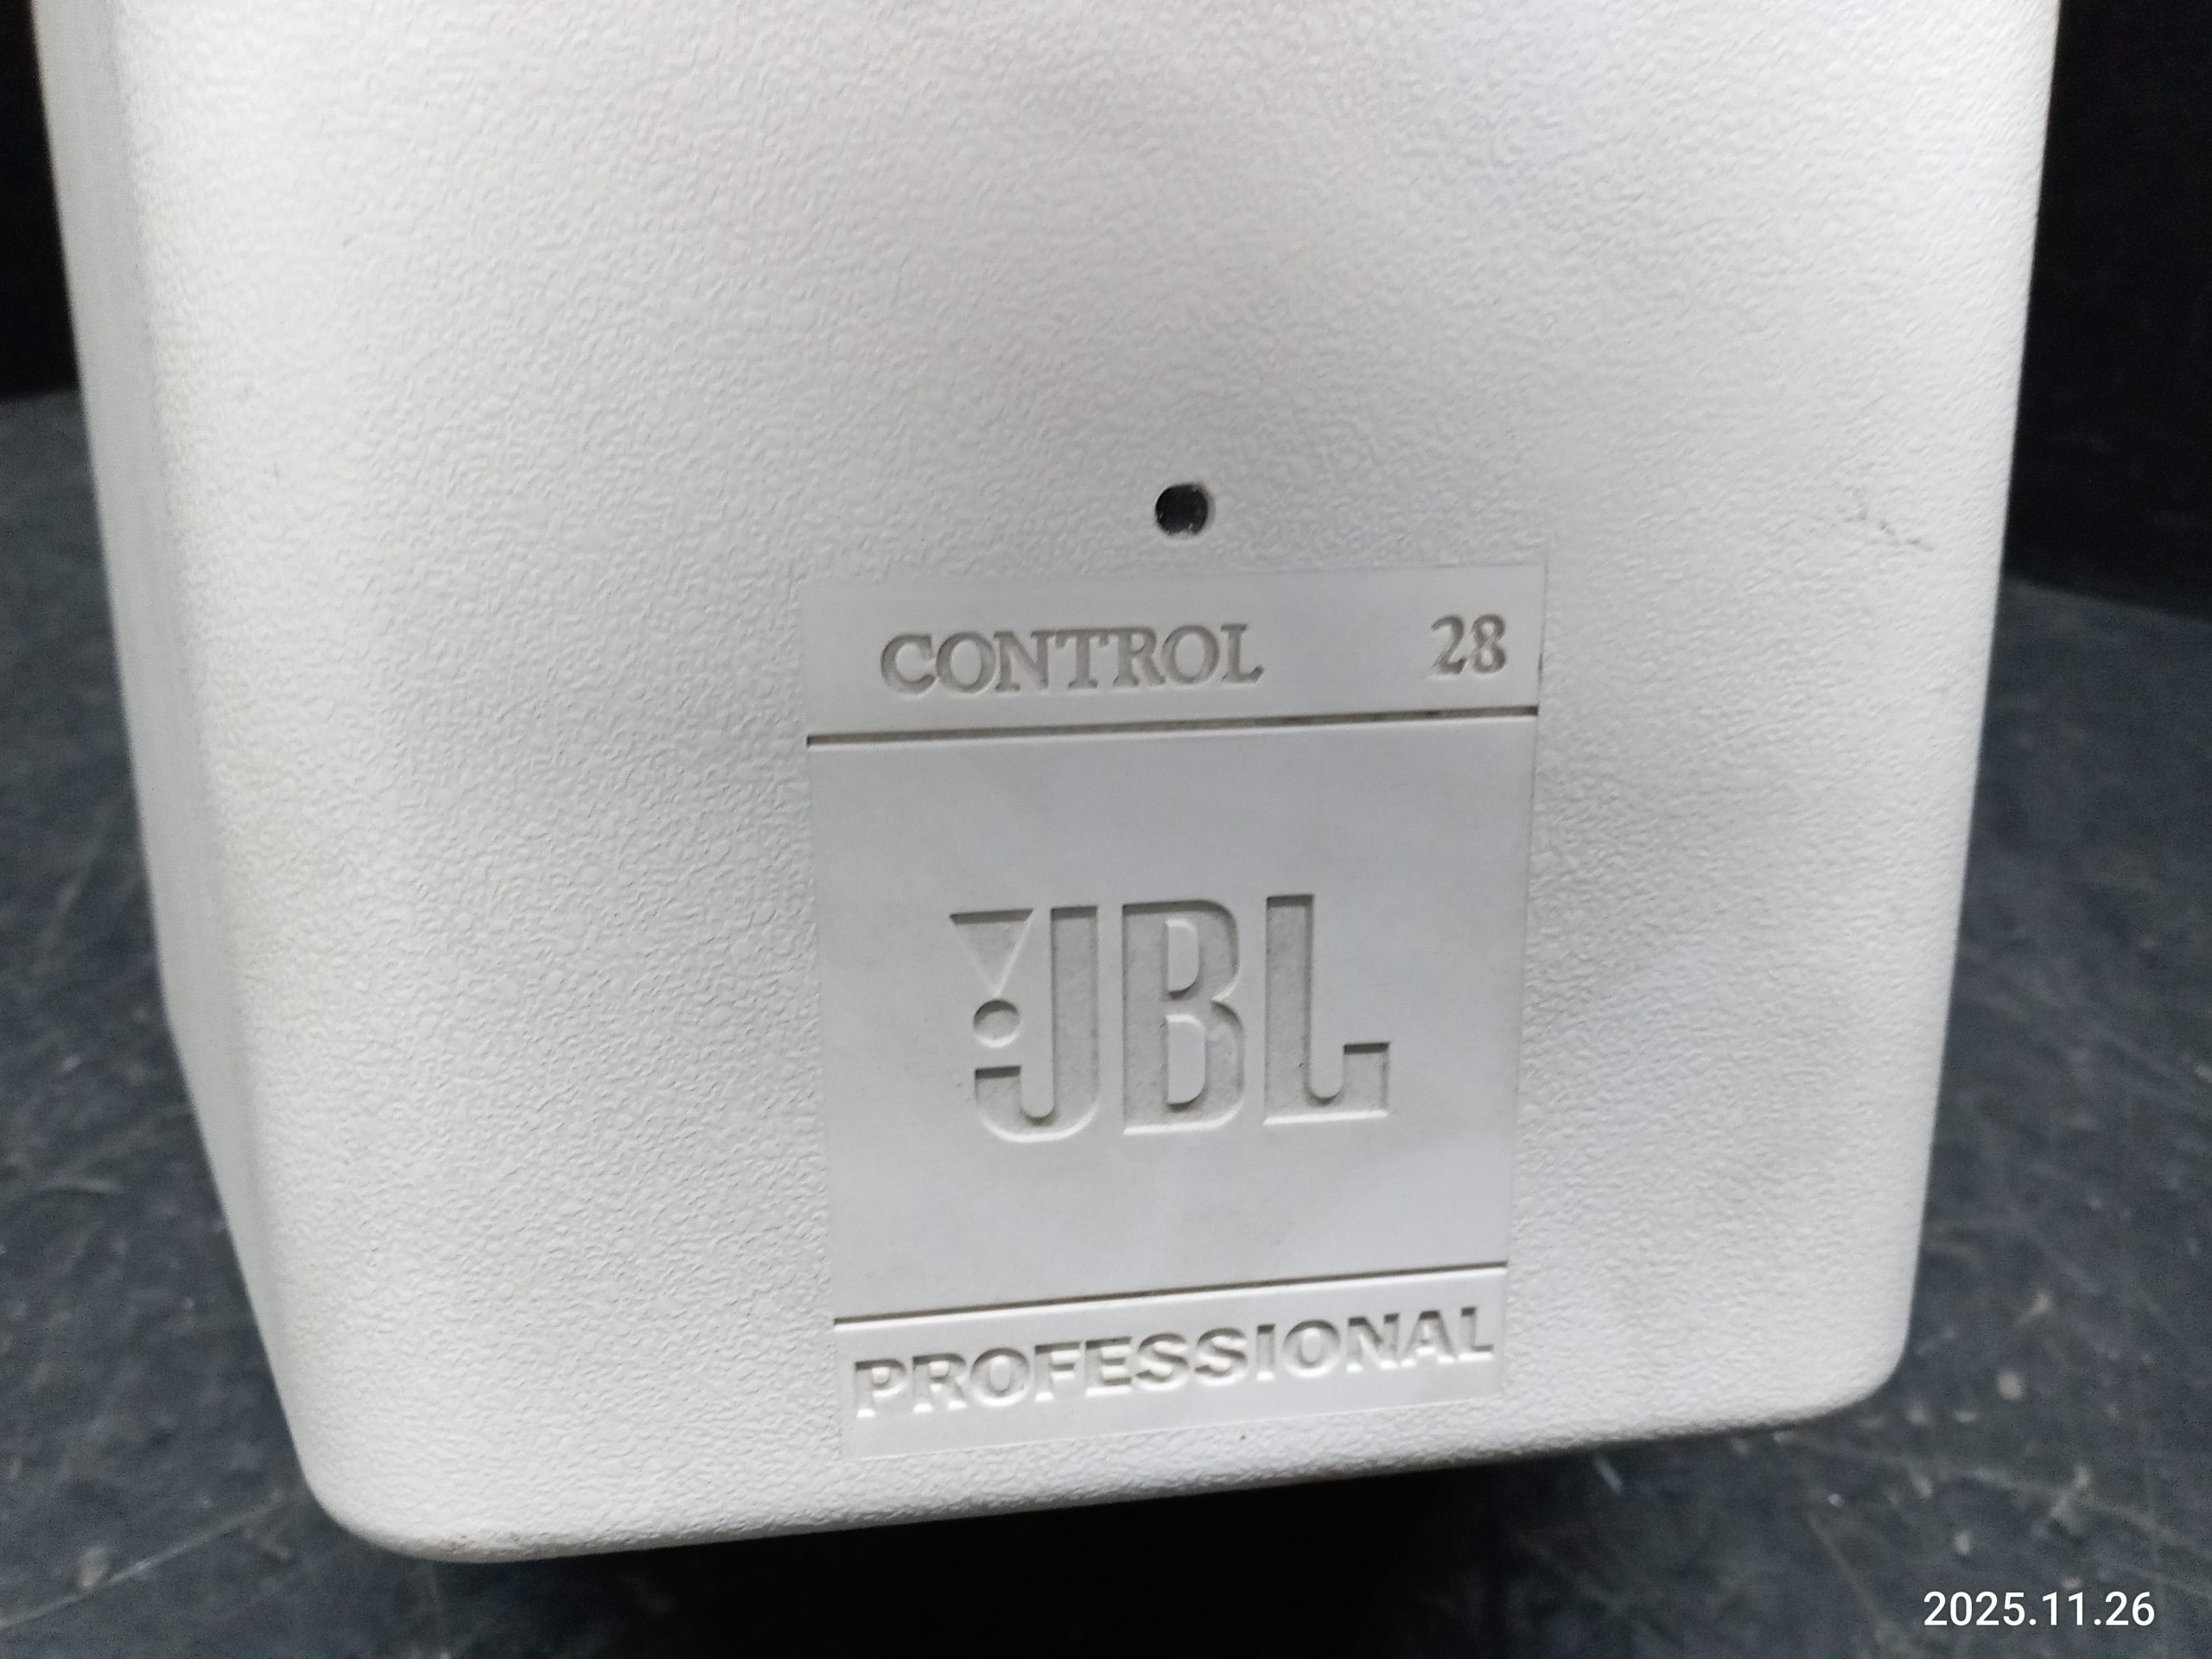 CONTROL 28
JBL
PROFESSIONAL
2025.11.26